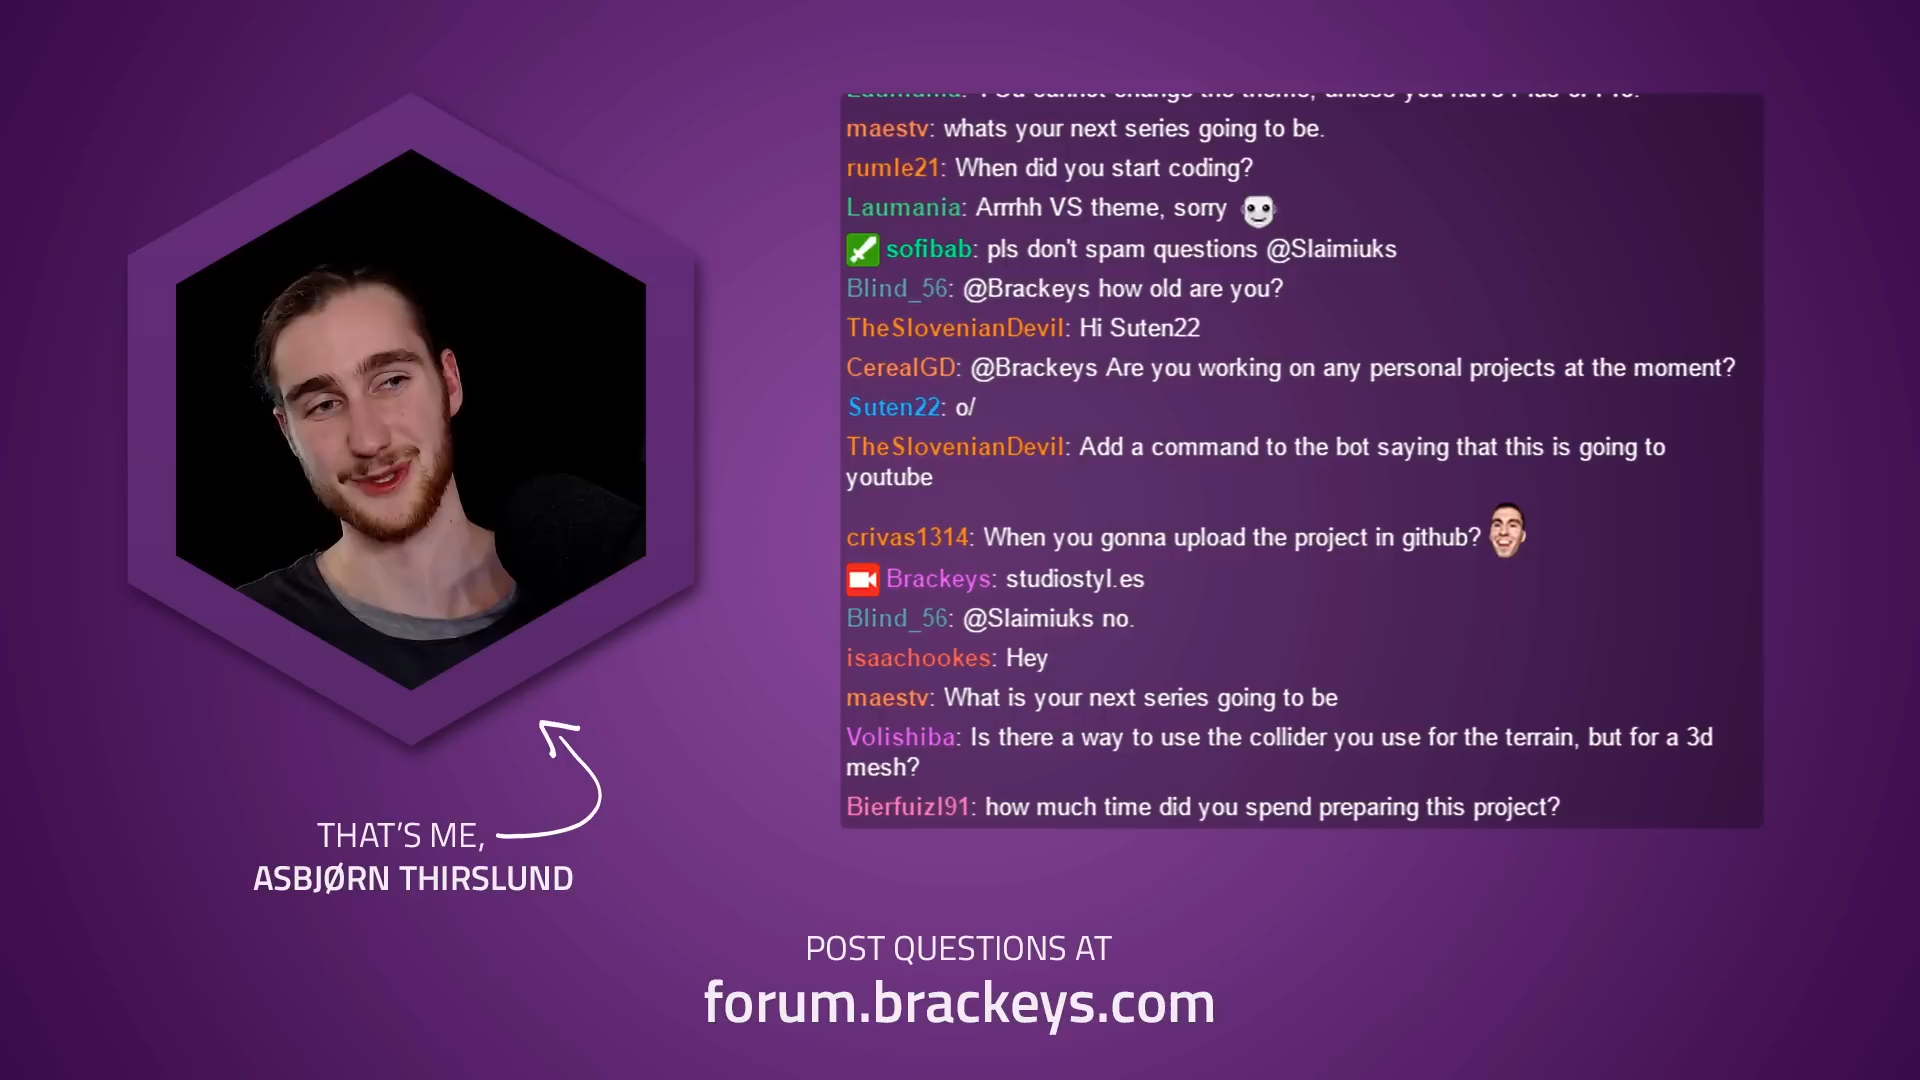 maestv: whats your next series going to be.
rumle21: When did you start coding?
Laumania: Arrrhh VS theme, sorry
sofibab: pls don't spam questions @Slaimiuks
Blind_56: @Brackeys how old are you?
TheSlovenianDevil: Hi Suten22
CerealGD: @Brackeys Are you working on any personal projects at the moment?
Suten22: o/
TheSlovenianDevil: Add a command to the bot saying that this is going to
youtube
crivas1314: When you gonna upload the project in github?
Brackeys: studiostyl.es
Blind_56: @Slaimiuks no.
isaachookes: Hey
maestv: What is your next series going to be
Volishiba: Is there a way to use the collider you use for the terrain, but for a 3d
mesh?
Bierfuizl91: how much time did you spend preparing this project?
THAT'S ME,
ASBJØRN THIRSLUND
POST QUESTIONS AT
forum.brackeys.com